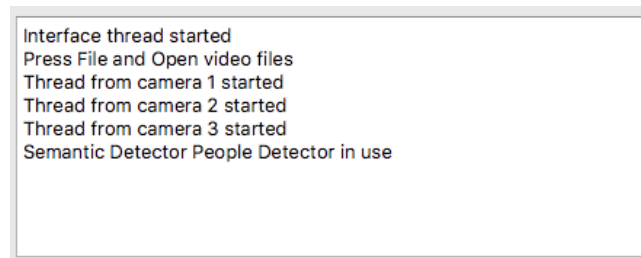 Interface thread started
Press File and Open video files
Thread from camera 1 started
Thread from camera 2 started
Thread from camera 3 started
Semantic Detector People Detector in use